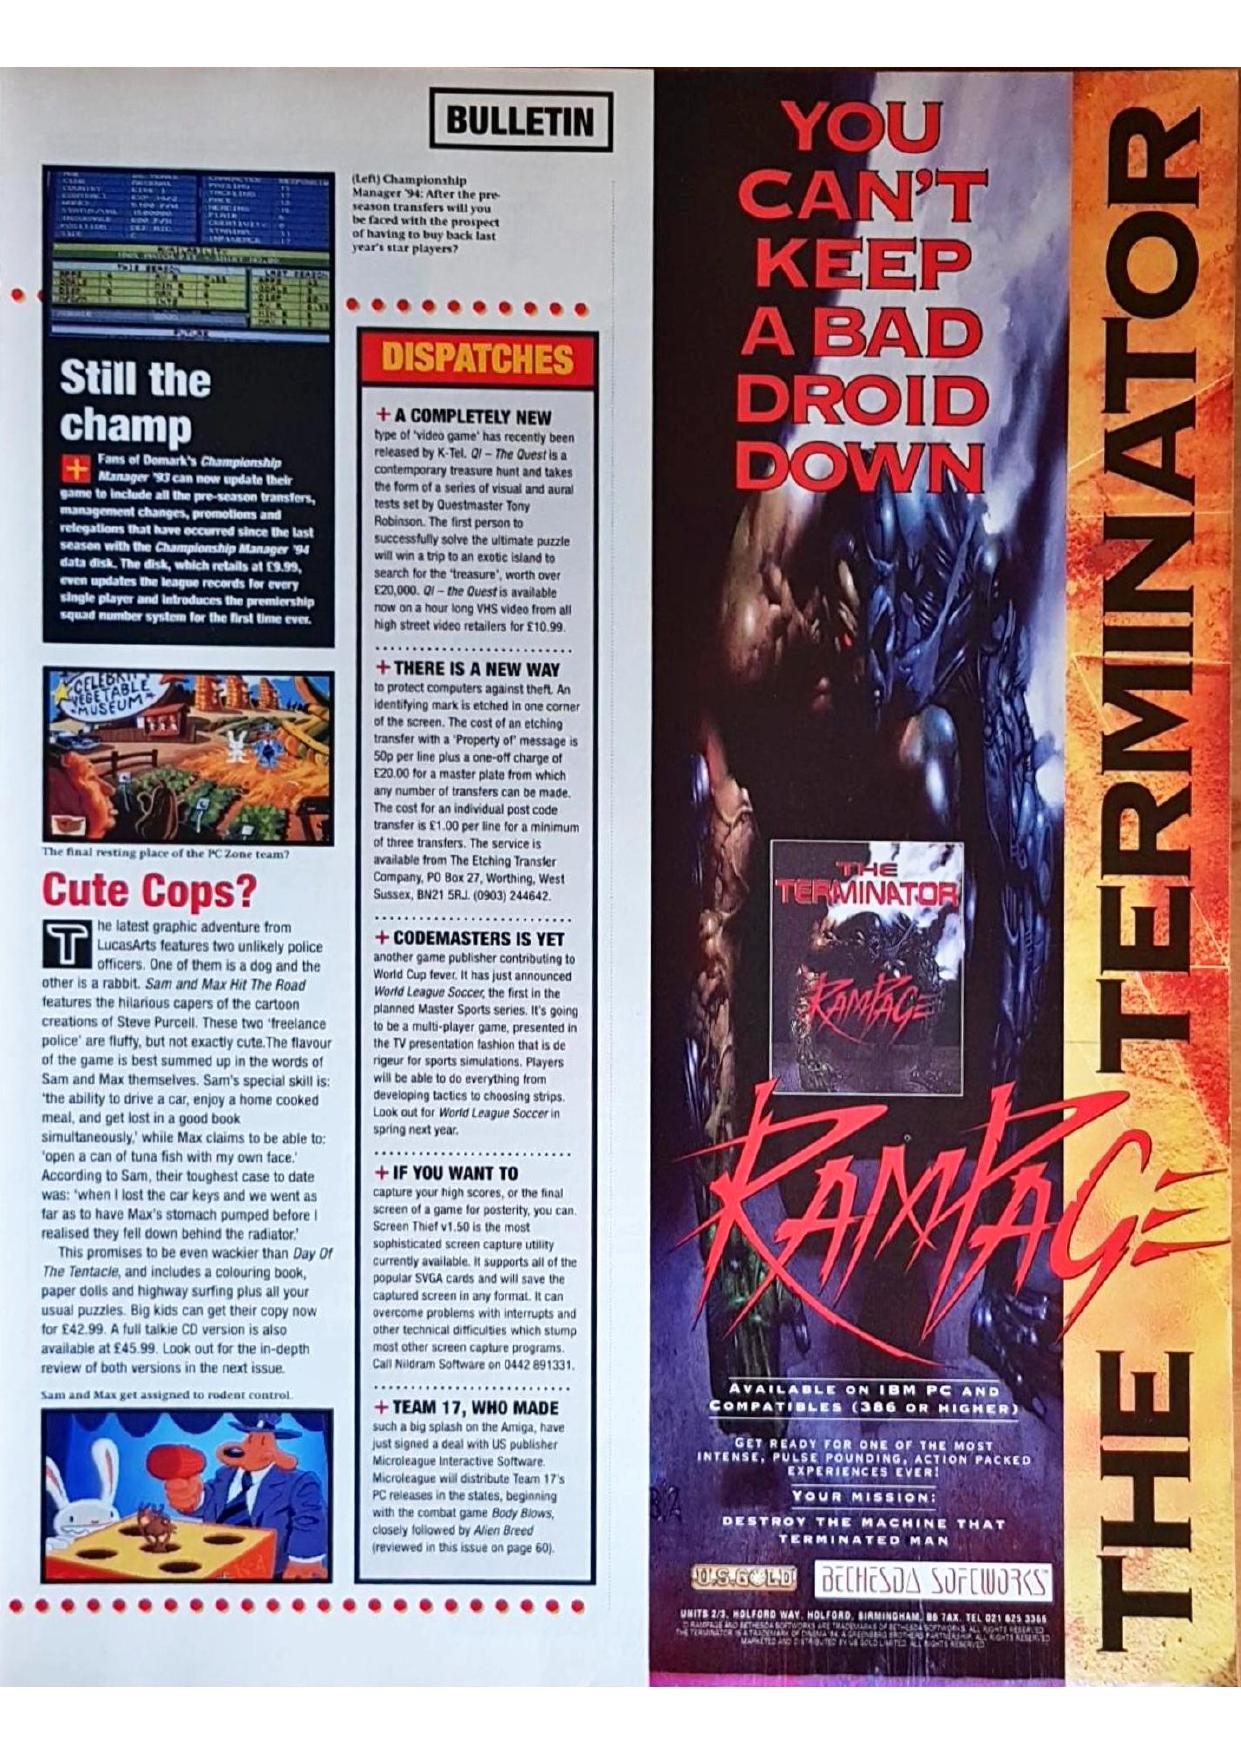 BULLETIN
(Left) Championship
Manager '94: After the pre-
season transfers will you
be faced with the prospect
of having to buy back last
year's star players?
Still the
champ
Fans of Domark's Championship
Manager '93 can now update their
game to include all the pre-season transfers,
management changes, promotions and
relegations that have occurred since the last
season with the Championship Manager '94
data disk. The disk, which retails at £9.99,
even updates the league records for every
single player and introduces the premiership
squad number system for the first time ever.
CELEBRITY
VEGETABLE
MUSEUM
The final resting place of the PC Zone team?
Cute Cops?
The latest graphic adventure from
LucasArts features two unlikely police
officers. One of them is a dog and the
other is a rabbit. Sam and Max Hit The Road
features the hilarious capers of the cartoon
creations of Steve Purcell. These two 'freelance
police' are fluffy, but not exactly cute.The flavour
of the game is best summed up in the words of
Sam and Max themselves. Sam's special skill is:
'the ability to drive a car, enjoy a home cooked
meal, and get lost in a good book
simultaneously,' while Max claims to be able to:
'open a can of tuna fish with my own face.'
According to Sam, their toughest case to date
was: 'when I lost the car keys and we went as
far as to have Max's stomach pumped before I
realised they fell down behind the radiator.'
This promises to be even wackier than Day Of
The Tentacle, and includes a colouring book,
paper dolls and highway surfing plus all your
usual puzzles. Big kids can get their copy now
for £42.99. A full talkie CD version is also
available at £45.99. Look out for the in-depth
review of both versions in the next issue.
Sam and Max get assigned to rodent control.
DISPATCHES
+ A COMPLETELY NEW
type of 'video game' has recently been
released by K-Tel. QI – The Quest is a
contemporary treasure hunt and takes
the form of a series of visual and aural
tests set by Questmaster Tony
Robinson. The first person to
successfully solve the ultimate puzzle
will win a trip to an exotic island to
search for the 'treasure', worth over
£20,000. QI – the Quest is available
now on a hour long VHS video from all
high street video retailers for £10.99.
+ THERE IS A NEW WAY
to protect computers against theft. An
identifying mark is etched in one corner
of the screen. The cost of an etching
transfer with a 'Property of' message is
50p per line plus a one-off charge of
£20.00 for a master plate from which
any number of transfers can be made.
The cost for an individual post code
transfer is £1.00 per line for a minimum
of three transfers. The service is
available from The Etching Transfer
Company, PO Box 27, Worthing, West
Sussex, BN21 5RJ. (0903) 244642.
+ CODEMASTERS IS YET
another game publisher contributing to
World Cup fever. It has just announced
World League Soccer, the first in the
planned Master Sports series. It's going
to be a multi-player game, presented in
the TV presentation fashion that is de
rigeur for sports simulations. Players
will be able to do everything from
developing tactics to choosing strips.
Look out for World League Soccer in
spring next year.
+ IF YOU WANT TO
capture your high scores, or the final
screen of a game for posterity, you can.
Screen Thief v1.50 is the most
sophisticated screen capture utility
currently available. It supports all of the
popular SVGA cards and will save the
captured screen in any format. It can
overcome problems with interrupts and
other technical difficulties which stump
most other screen capture programs.
Call Nildram Software on 0442 891331.
+ TEAM 17, WHO MADE
such a big splash on the Amiga, have
just signed a deal with US publisher
Microleague Interactive Software.
Microleague will distribute Team 17's
PC releases in the states, beginning
with the combat game Body Blows,
closely followed by Alien Breed
(reviewed in this issue on page 60).
YOU
CAN'T
KEEP
A BAD
DROID
DOWN
THE
TERMINATOR
RAMPAGE
RAMPAGE
THE TERMINATOR
AVAILABLE ON IBM PC AND
COMPATIBLES (386 OR HIGHER)
GET READY FOR ONE OF THE MOST
INTENSE, PULSE POUNDING, ACTION PACKED
EXPERIENCES EVER!
YOUR MISSION:
DESTROY THE MACHINE THAT
TERMINATED MAN
U.S. GOLD
BETHESDA SOFTWORKS
UNITS 2/3, HOLFORD WAY, HOLFORD, BIRMINGHAM, B6 7AX. TEL 021 625 3366
© RAMPAGE AND BETHESDA SOFTWORKS ARE TRADEMARKS OF BETHESDA SOFTWORKS. ALL RIGHTS RESERVED
THE TERMINATOR IS A TRADEMARK OF CINEMA '84, A GREENBERG BROTHERS PARTNERSHIP. ALL RIGHTS RESERVED
MARKETED AND DISTRIBUTED BY US GOLD LIMITED. ALL RIGHTS RESERVED